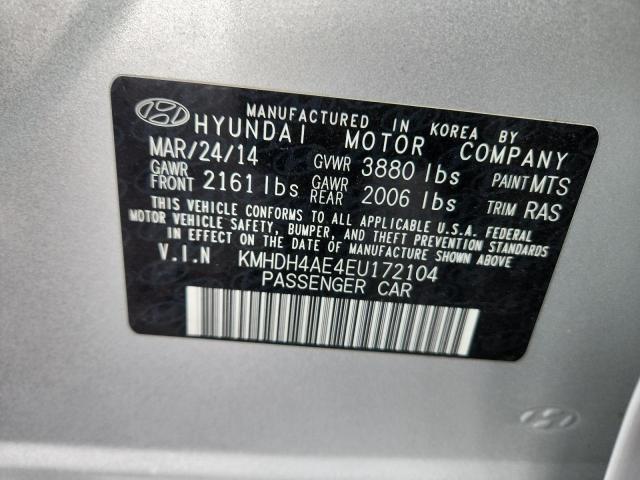 MANUFACTURED IN KOREA BY
HYUNDAI MOTOR COMPANY
MAR/24/14 GVWR 3880 lbs PAINT MTS
GAWR FRONT 2161 lbs GAWR REAR 2006 lbs TRIM RAS
THIS VEHICLE CONFORMS TO ALL APPLICABLE U.S.A. FEDERAL
MOTOR VEHICLE SAFETY, BUMPER, AND THEFT PREVENTION STANDARDS
IN EFFECT ON THE DATE OF MANUFACTURE SHOWN ABOVE
V.I.N KMHDH4AE4EU172104
PASSENGER CAR